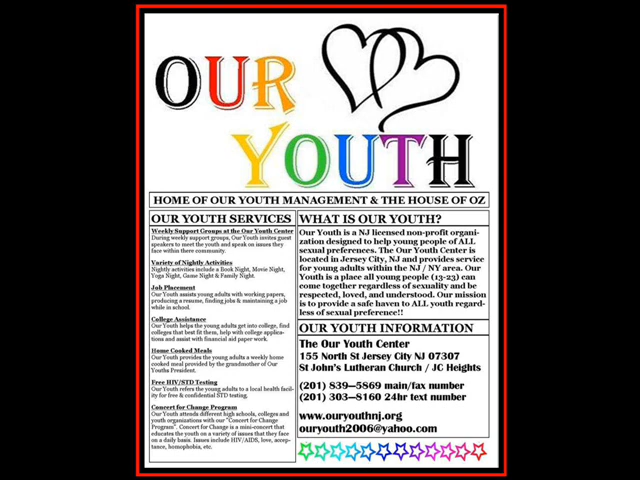 OUR
YOUTH
HOME OF OUR YOUTH MANAGEMENT & THE HOUSE OF OZ
OUR YOUTH SERVICES
Weekly Support Groups at the Our Youth Center
During weekly support groups, Our Youth invites guest
speakers to meet the youth and speak on issues they
face within there community.
Variety of Nightly Activities
Nightly activities include a Book Night, Movie Night,
Yoga Night, Game Night & Family Night.
Job Placement
Our Youth assists young adults with working papers,
producing a resume, finding jobs & maintaining a job
while in school.
College Assistance
Our Youth helps the young adults get into college, find
colleges that best fit them, help with college applica-
tions and assist with financial aid paper work.
Home Cooked Meals
Our Youth provides the young adults a weekly home
cooked meal provided by the grandmother of Our
Youths President.
Free HIV/STD Testing
Our Youth refers the young adults to a local health facil-
ity for free & confidential STD testing.
Concert for Change Program
Our Youth attends different high schools, colleges and
youth organizations with our "Concert for Change
Program". Concert for Change is a mini-concert that
educates the youth on a variety of issues that they face
on a daily basis. Issues include HIV/AIDS, love, accep-
tance, homophobia, etc.
WHAT IS OUR YOUTH?
Our Youth is a NJ licensed non-profit organi-
zation designed to help young people of ALL
sexual preferences. The Our Youth Center is
located in Jersey City, NJ and provides service
for young adults within the NJ / NY area. Our
Youth is a place all young people (13-23) can
come together regardless of sexuality and be
respected, loved, and understood. Our mission
is to provide a safe haven to ALL youth regard-
less of sexual preference!!
OUR YOUTH INFORMATION
The Our Youth Center
155 North St Jersey City NJ 07307
St John's Lutheran Church / JC Heights
(201) 839-5869 main/fax number
(201) 303-8160 24hr text number
www.ouryouthnj.org
ouryouth2006@yahoo.com